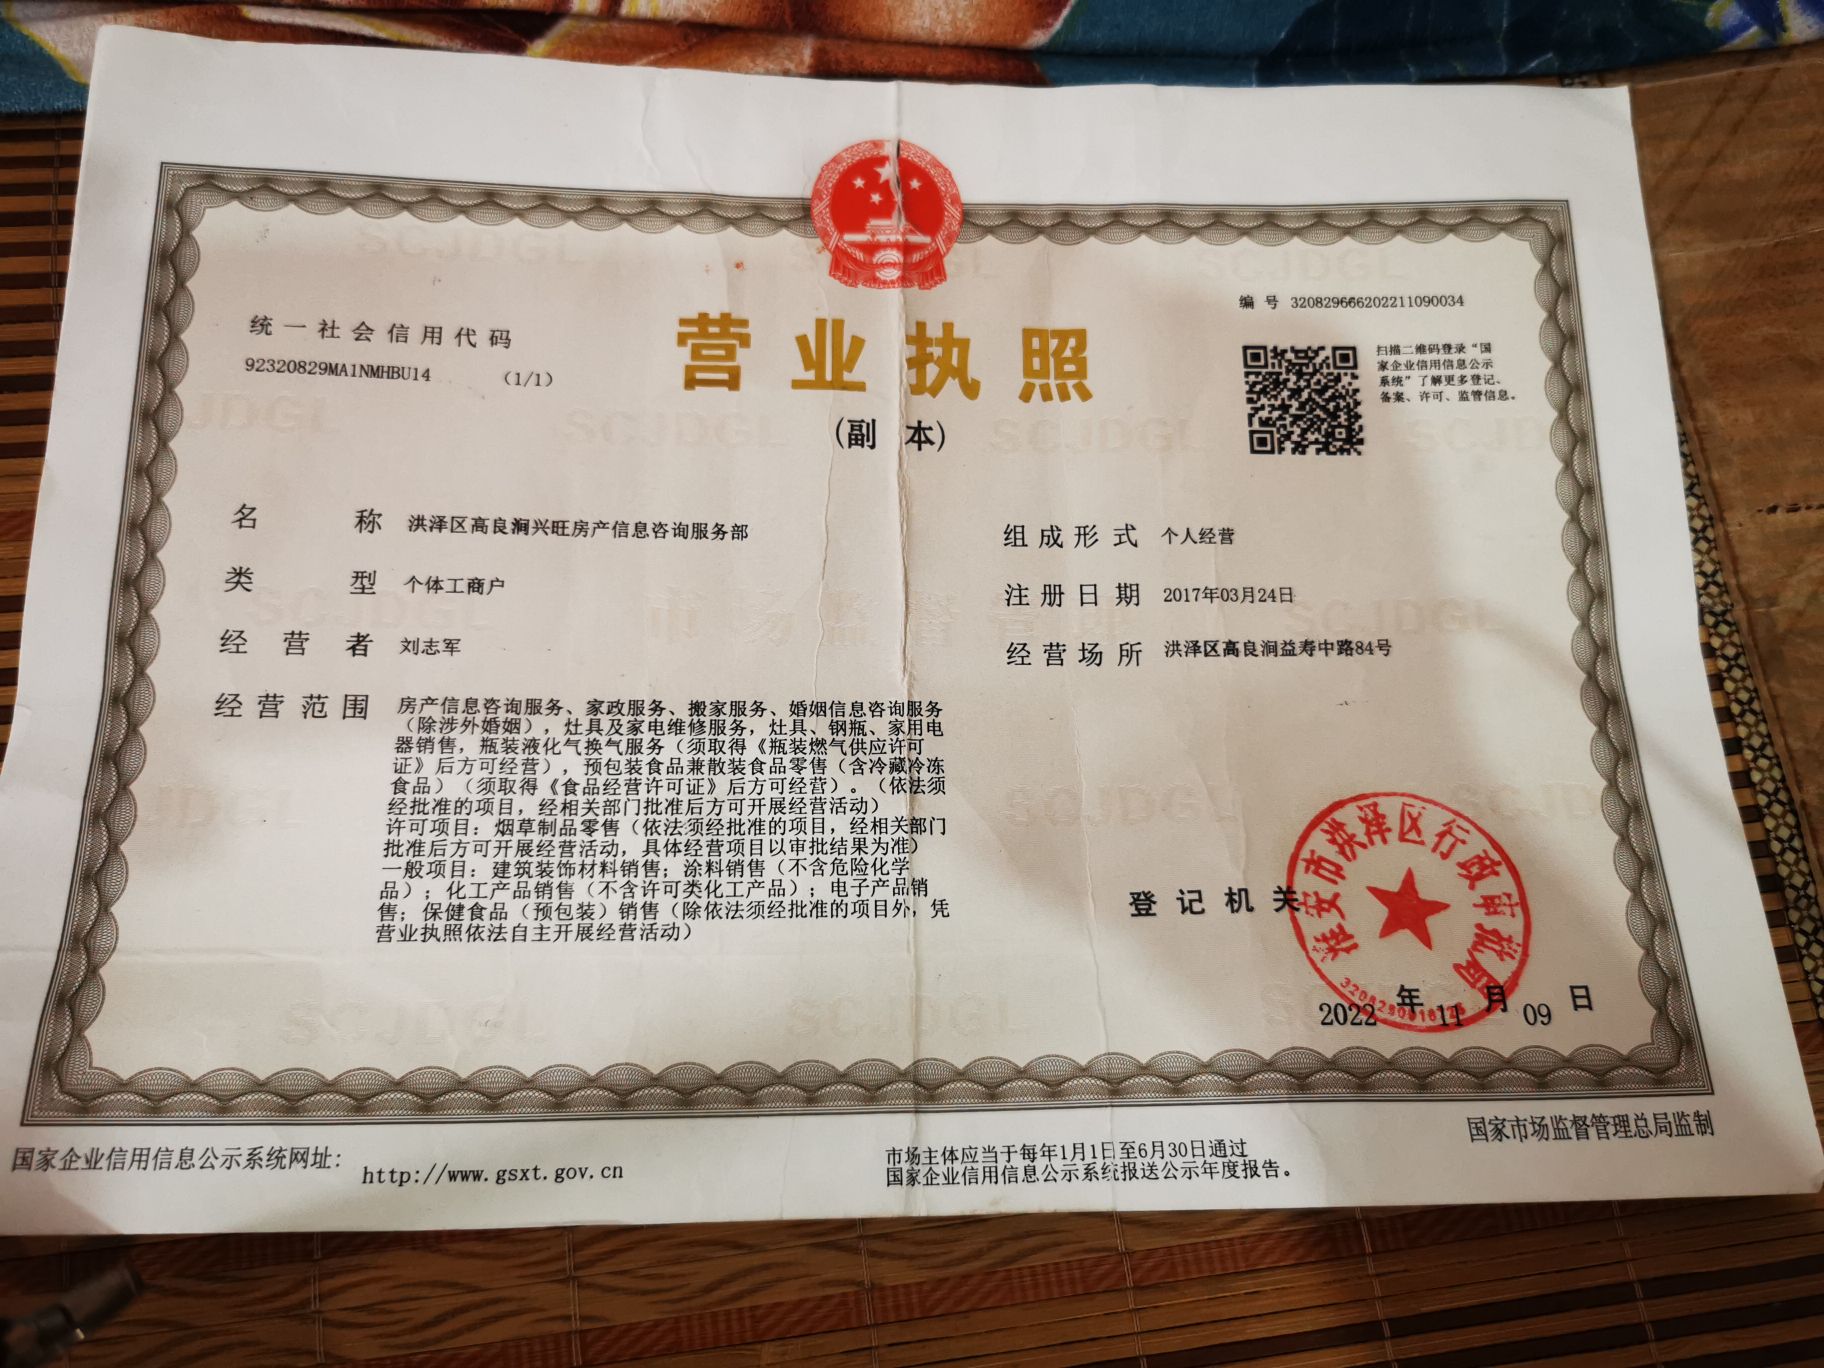 编号 320829666202211090034
统一社会信用代码
92320829MA1NMHBU14 (1/1)
营业执照
(副本)
扫描二维码登录“国
家企业信用信息公示
系统”了解更多登记、
备案、许可、监管信息。
名称 洪泽区高良涧兴旺房产信息咨询服务部
类型 个体工商户
经营者 刘志军
经营范围 房产信息咨询服务、家政服务、搬家服务、婚姻信息咨询服务
（除涉外婚姻），灶具及家电维修服务，灶具、钢瓶、家用电
器销售，瓶装液化气换气服务（须取得《瓶装燃气供应许可
证》后方可经营），预包装食品兼散装食品零售（含冷藏冷冻
食品）（须取得《食品经营许可证》后方可经营）。（依法须
经批准的项目，经相关部门批准后方可开展经营活动）
许可项目：烟草制品零售（依法须经批准的项目，经相关部门
批准后方可开展经营活动，具体经营项目以审批结果为准）
一般项目：建筑装饰材料销售；涂料销售（不含危险化学
品）；化工产品销售（不含许可类化工产品）；电子产品销
售；保健食品（预包装）销售（除依法须经批准的项目外，凭
营业执照依法自主开展经营活动）
组成形式 个人经营
注册日期 2017年03月24日
经营场所 洪泽区高良涧益寿中路84号
登记机关
淮安市洪泽区行政审批局
2022年11月09日
国家企业信用信息公示系统网址：http://www.gsxt.gov.cn
市场主体应当于每年1月1日至6月30日通过
国家企业信用信息公示系统报送公示年度报告。
国家市场监督管理总局监制